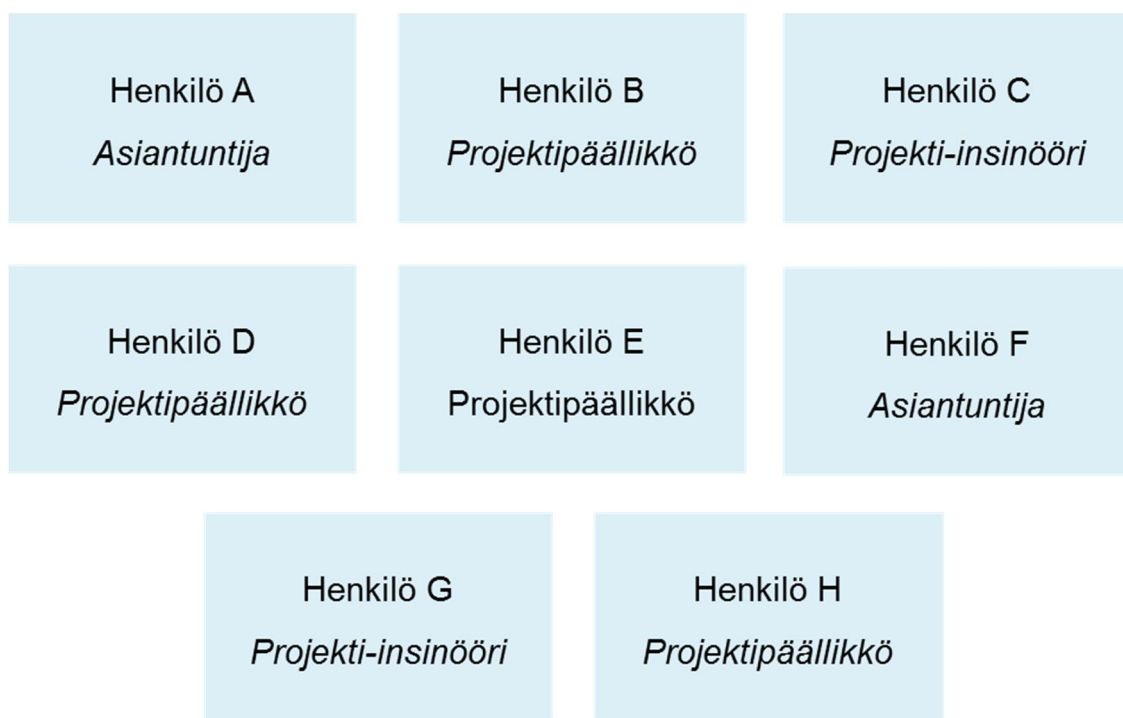 Henkilö A
Asiantuntija
Henkilö B
Projektipäällikkö
Henkilö C
Projekti-insinööri
Henkilö D
Projektipäällikkö
Henkilö E
Projektipäällikkö
Henkilö F
Asiantuntija
Henkilö G
Projekti-insinööri
Henkilö H
Projektipäällikkö